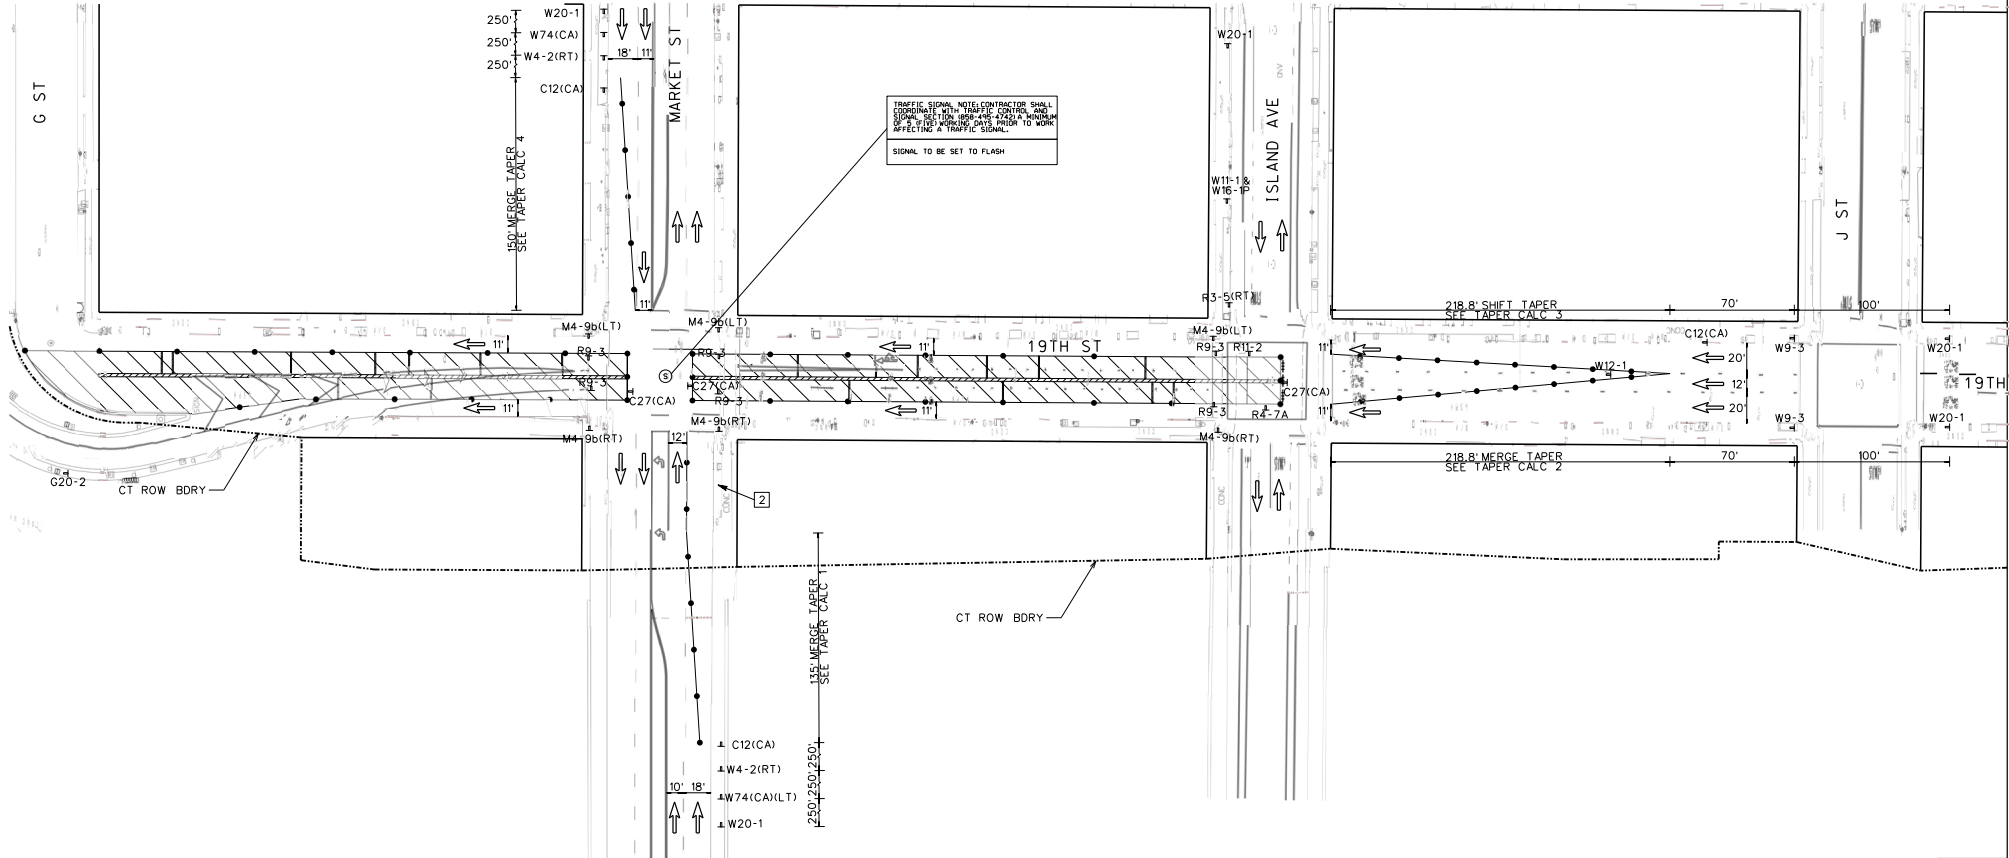 G ST
250'
250'
250'
W20-1
W74(CA)
W4-2(RT)
C12(CA)
18'
11'
MARKET ST
150' MERGE TAPER
SEE TAPER CALC 4
11'
TRAFFIC SIGNAL NOTE: CONTRACTOR SHALL
COORDINATE WITH TRAFFIC CONTROL AND
SIGNAL SECTION (858-495-4742) A MINIMUM
OF 5 (FIVE) WORKING DAYS PRIOR TO WORK
AFFECTING A TRAFFIC SIGNAL.
SIGNAL TO BE SET TO FLASH
W20-1
W11-1 &
W16-1P
ISLAND AVE
R3-5(RT)
J ST
218.8' SHIFT TAPER
SEE TAPER CALC 3
70'
100'
M4-9b(LT)
M4-9b(LT)
M4-9b(LT)
C12(CA)
11'
R9-3
R9-3
11'
19TH ST
R9-3
R11-2
11'
20'
W9-3
W20-1
S
R9-3
C27(CA)
C27(CA)
W12-1
12'
19TH
C27(CA)
R9-3
11'
11'
R9-3
R4-7A
11'
20'
W9-3
W20-1
M4-9b(RT)
M4-9b(RT)
M4-9b(RT)
12'
218.8' MERGE TAPER
SEE TAPER CALC 2
70'
100'
G20-2
CT ROW BDRY
2
CONC
CONC
CONC
135' MERGE TAPER
SEE TAPER CALC 1
CT ROW BDRY
C12(CA)
W4-2(RT)
W74(CA)(LT)
W20-1
250'
250'
250'
10'
18'